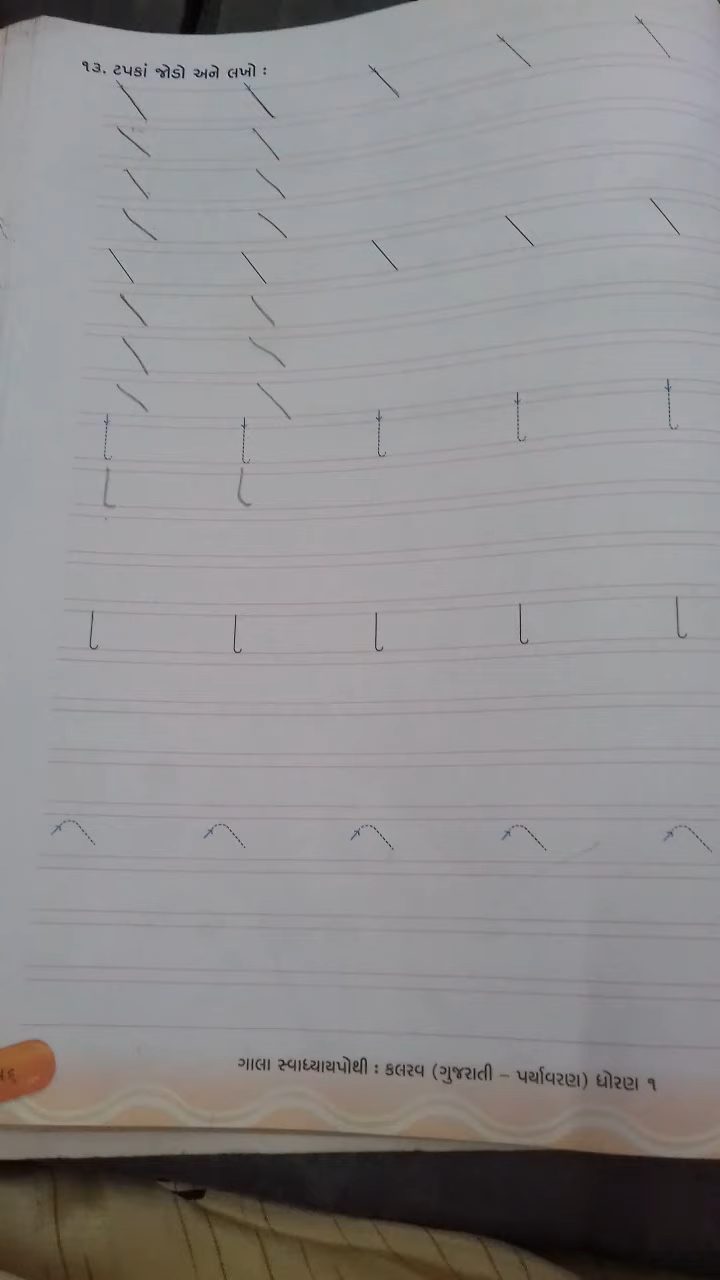 ૧૩. ટપકાં જોડો અને લખો :
ગાલા સ્વાધ્યાયપોથી : કલરવ (ગુજરાતી – પર્યાવરણ) ધોરણ ૧